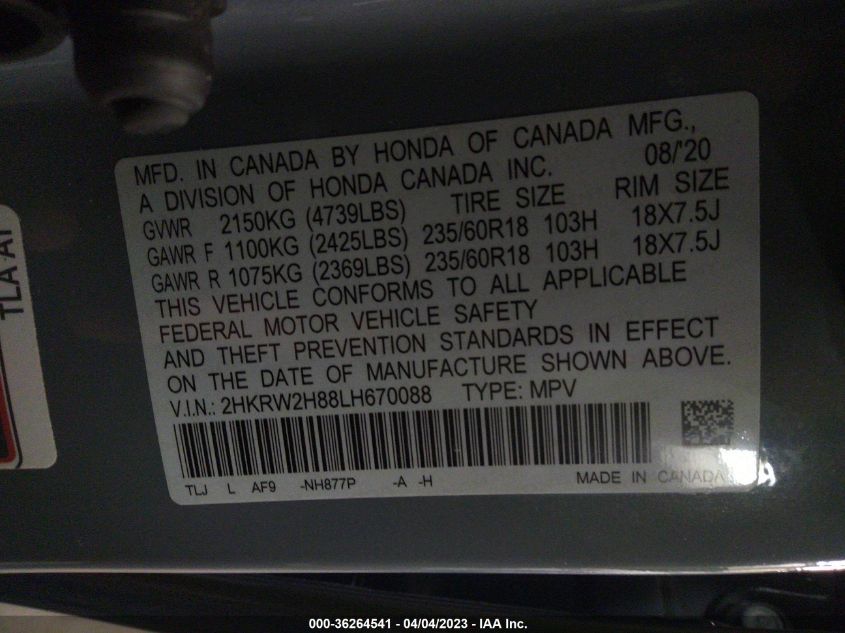 MFD. IN CANADA BY HONDA OF CANADA MFG.,
A DIVISION OF HONDA CANADA INC. 08/'20
GVWR 2150KG (4739LBS) TIRE SIZE RIM SIZE
GAWR F 1100KG (2425LBS) 235/60R18 103H 18X7.5J
GAWR R 1075KG (2369LBS) 235/60R18 103H 18X7.5J
THIS VEHICLE CONFORMS TO ALL APPLICABLE
FEDERAL MOTOR VEHICLE SAFETY
AND THEFT PREVENTION STANDARDS IN EFFECT
ON THE DATE OF MANUFACTURE SHOWN ABOVE.
V.I.N.: 2HKRW2H88LH670088 TYPE: MPV
TLJ L AF9 -NH877P -A -H MADE IN CANADA
TLA A1
000-36264541 - 04/04/2023 - IAA Inc.